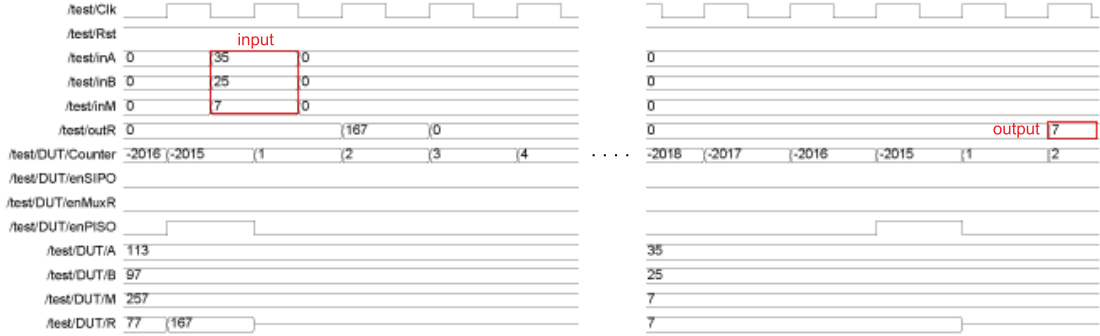 /test/Clk
/test/Rst
input
/test/inA 0 35 0 0
/test/inB 0 25 0 0
/test/inM 0 7 0 0
/test/outR 0 167 0 0 output 7
/test/DUT/Counter -2016 -2015 1 2 3 4 . . . . -2018 -2017 -2016 -2015 1 2
/test/DUT/enSIPO
/test/DUT/enMuxR
/test/DUT/enPISO
/test/DUT/A 113 35
/test/DUT/B 97 25
/test/DUT/M 257 7
/test/DUT/R 77 167 7